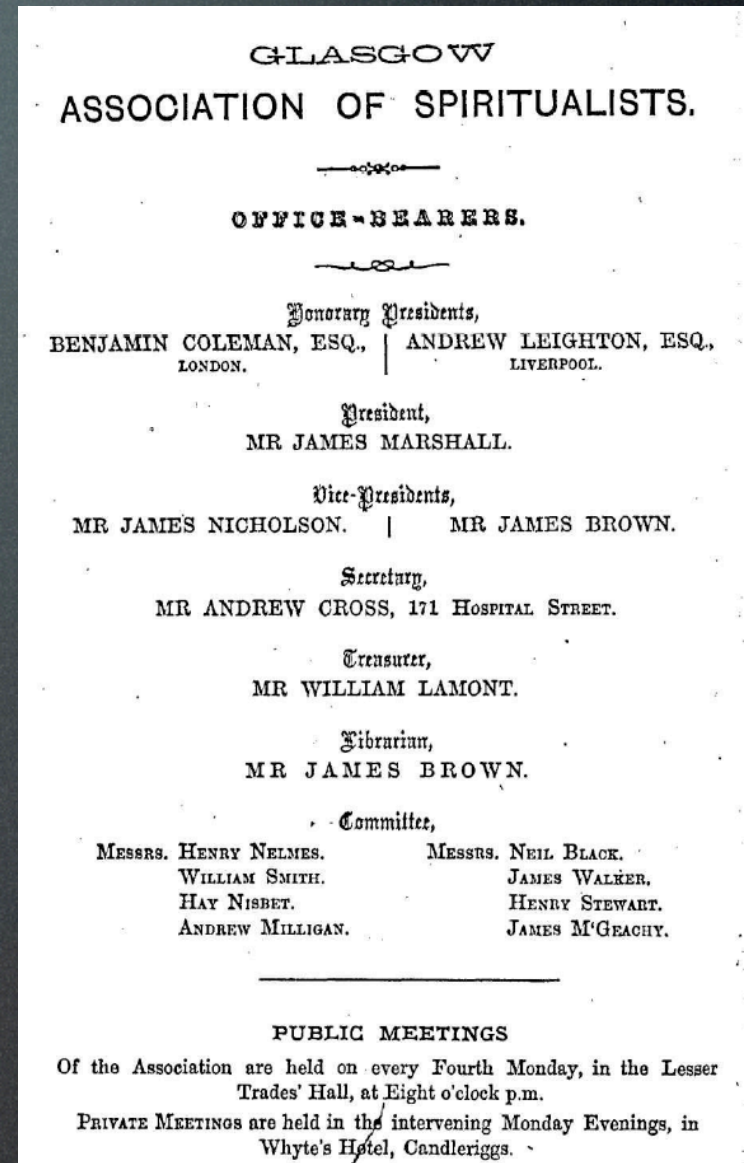 GLASGOW
ASSOCIATION OF SPIRITUALISTS.
OFFICE-BEARERS.
Honorary Presidents,
BENJAMIN COLEMAN, ESQ., | ANDREW LEIGHTON, ESQ.,
LONDON. | LIVERPOOL.
President,
MR JAMES MARSHALL.
Vice-Presidents,
MR JAMES NICHOLSON. | MR JAMES BROWN.
Secretary,
MR ANDREW CROSS, 171 HOSPITAL STREET.
Treasurer,
MR WILLIAM LAMONT.
Librarian,
MR JAMES BROWN.
Committee,
MESSRS. HENRY NELMES. MESSRS. NEIL BLACK.
WILLIAM SMITH. JAMES WALKER.
HAY NISBET. HENRY STEWART.
ANDREW MILLIGAN. JAMES M'GEACHY.
PUBLIC MEETINGS
Of the Association are held on every Fourth Monday, in the Lesser
Trades' Hall, at Eight o'clock p.m.
PRIVATE MEETINGS are held in the intervening Monday Evenings, in
Whyte's Hotel, Candleriggs.